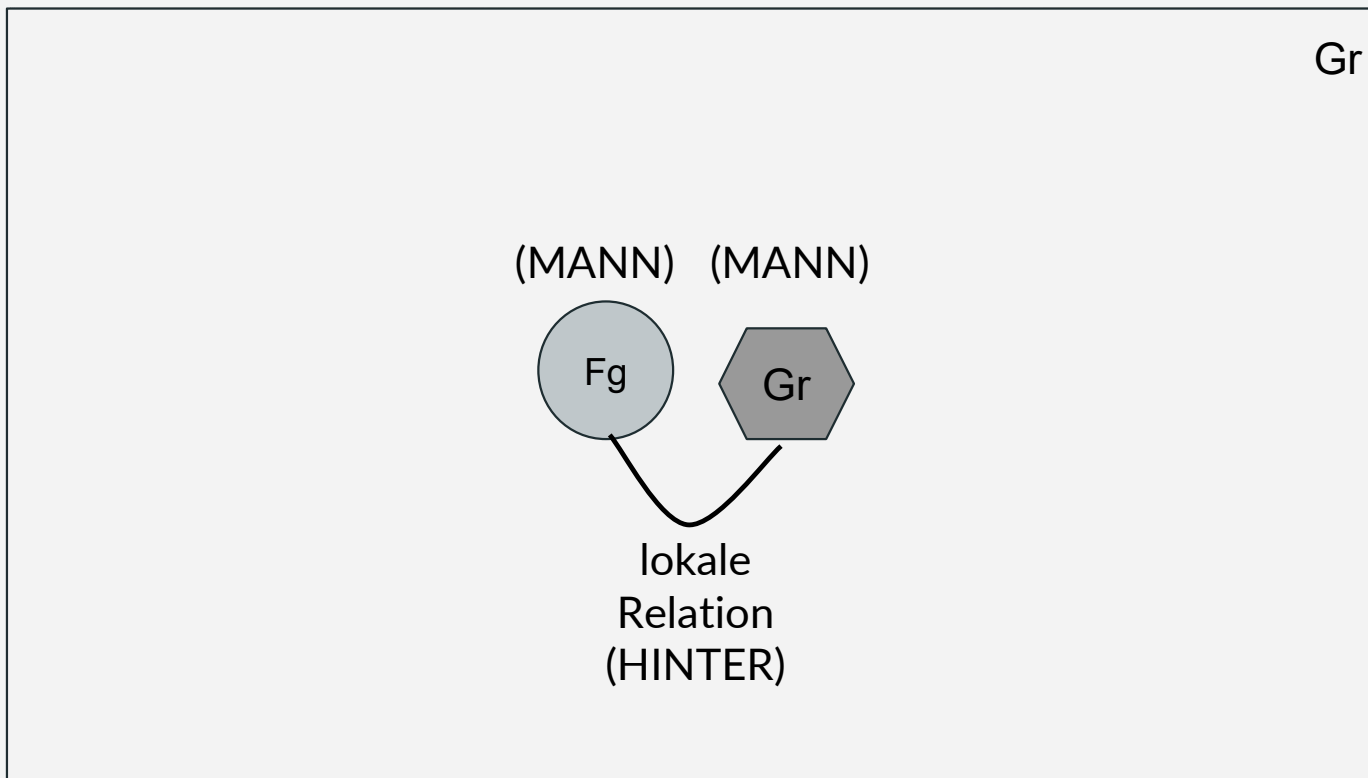 Gr
(MANN) (MANN)
Fg Gr
lokale
Relation
(HINTER)